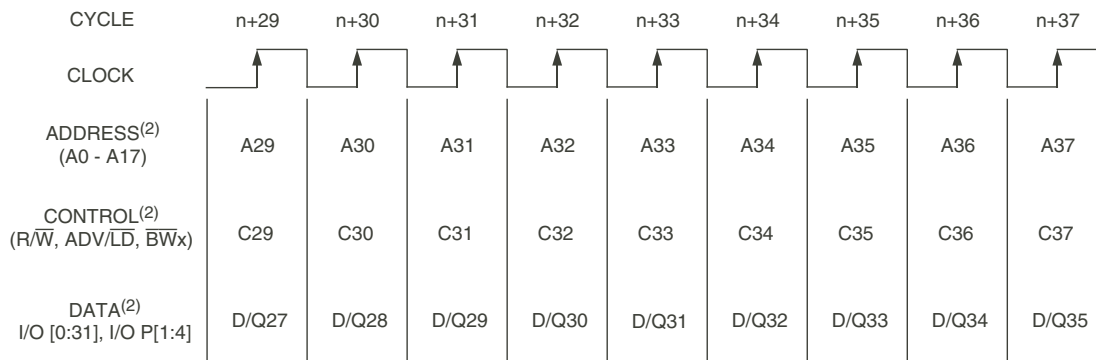 CYCLE n+29 n+30 n+31 n+32 n+33 n+34 n+35 n+36 n+37
CLOCK
ADDRESS(2)
(A0 - A17) A29 A30 A31 A32 A33 A34 A35 A36 A37
CONTROL(2)
(R/W̅, ADV/L̅D̅, B̅W̅x) C29 C30 C31 C32 C33 C34 C35 C36 C37
DATA(2)
I/O [0:31], I/O P[1:4] D/Q27 D/Q28 D/Q29 D/Q30 D/Q31 D/Q32 D/Q33 D/Q34 D/Q35